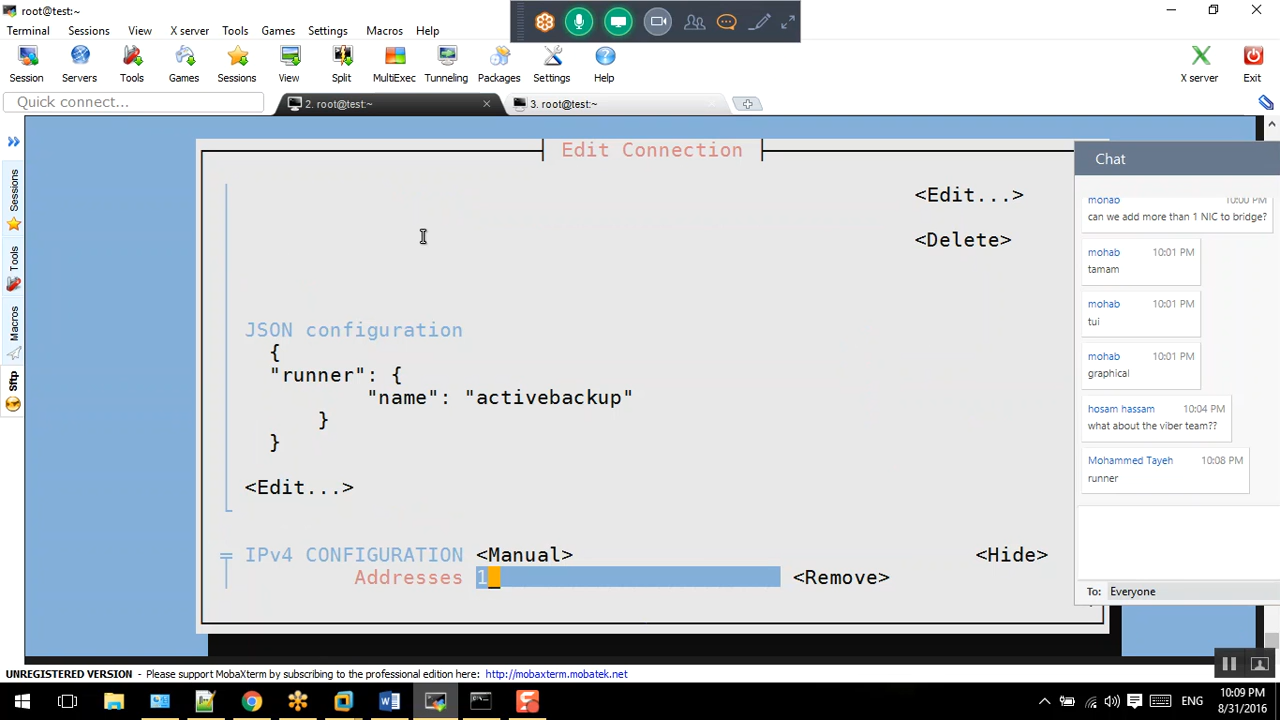 root@test:~
Terminal Sessions View X server Tools Games Settings Macros Help
Session Servers Tools Games Sessions View Split MultiExec Tunneling Packages Settings Help X server Exit
Quick connect...
2. root@test:~
3. root@test:~
Sessions
Tools
Macros
Sftp
Edit Connection
<Edit...>
<Delete>
JSON configuration
{
"runner": {
"name": "activebackup"
}
}
<Edit...>
IPv4 CONFIGURATION <Manual> <Hide>
Addresses 1 <Remove>
Chat
mohab 10:00 PM
can we add more than 1 NIC to bridge?
mohab 10:01 PM
tamam
mohab 10:01 PM
tui
mohab 10:01 PM
graphical
hosam hassam 10:04 PM
what about the viber team??
Mohammed Tayeh 10:08 PM
runner
To: Everyone
UNREGISTERED VERSION - Please support MobaXterm by subscribing to the professional edition here: http://mobaxterm.mobatek.net
ENG
10:09 PM
8/31/2016